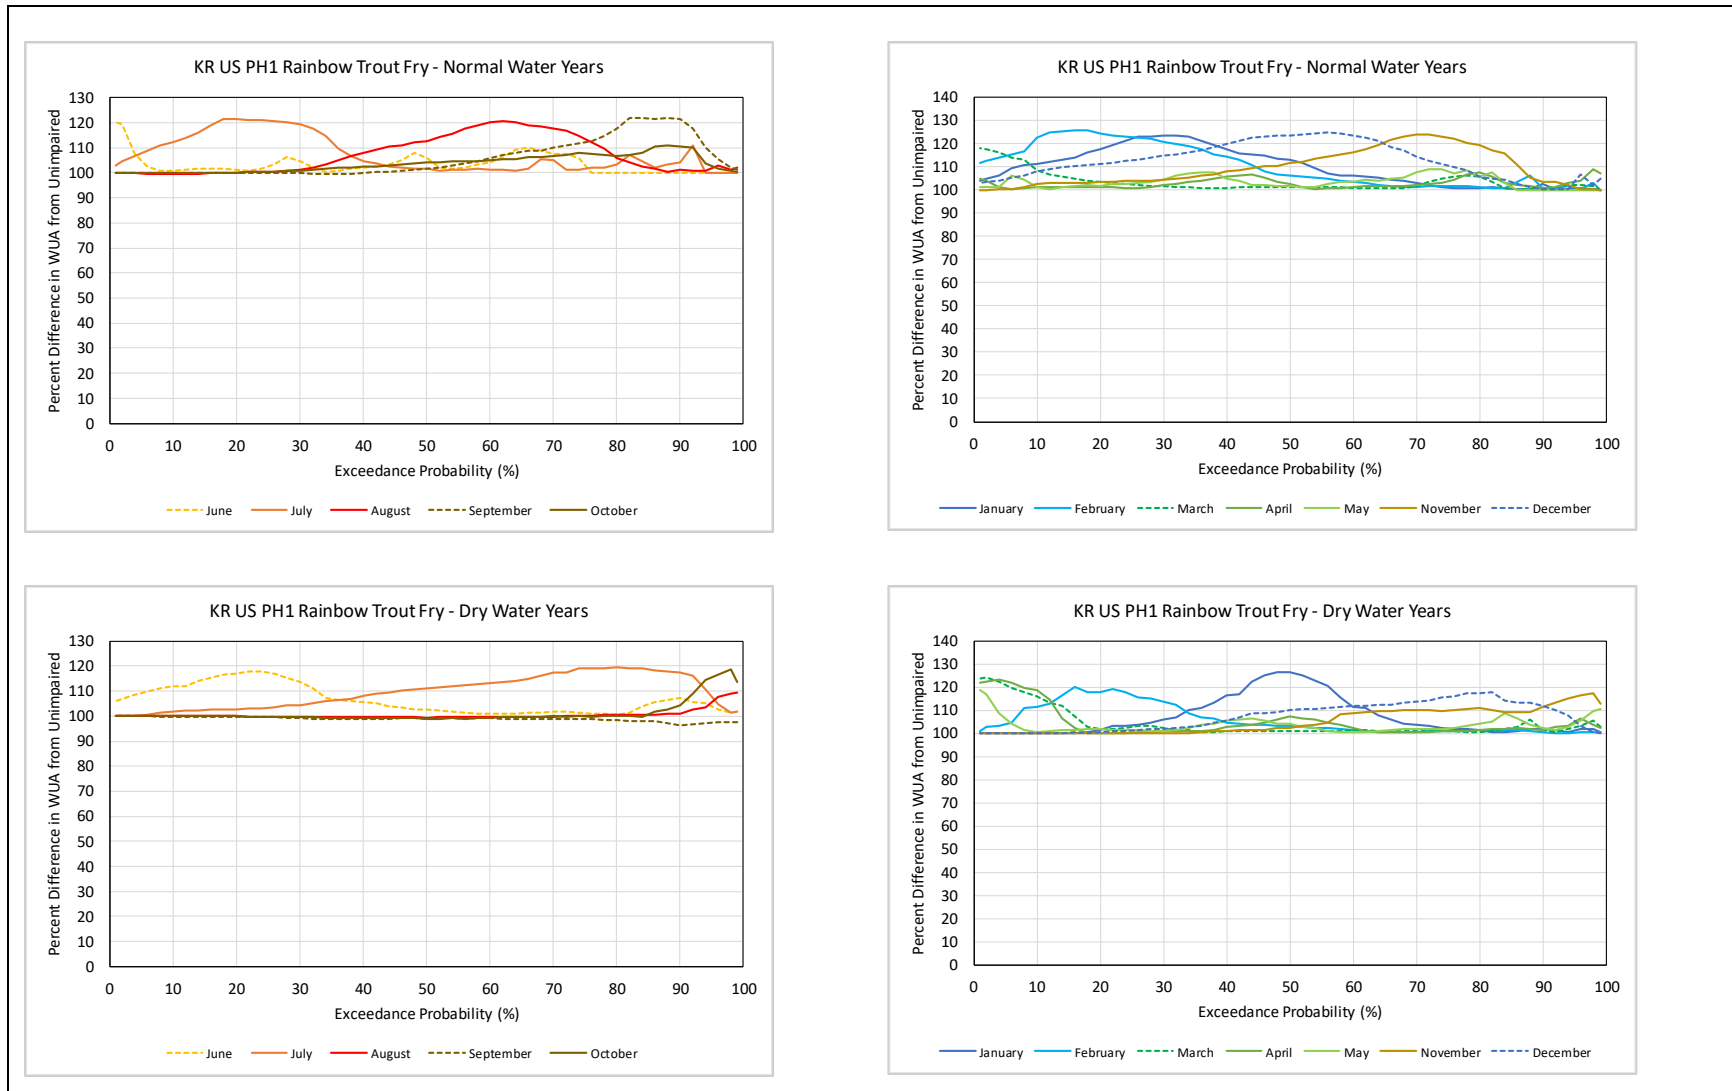 KR US PH1 Rainbow Trout Fry - Normal Water Years
Percent Difference in WUA from Unimpaired
130
120
110
100
90
80
70
60
50
40
30
20
10
0
0 10 20 30 40 50 60 70 80 90 100
Exceedance Probability (%)
June July August September October
KR US PH1 Rainbow Trout Fry - Normal Water Years
Percent Difference in WUA from Unimpaired
140
130
120
110
100
90
80
70
60
50
40
30
20
10
0
0 10 20 30 40 50 60 70 80 90 100
Exceedance Probability (%)
January February March April May November December
KR US PH1 Rainbow Trout Fry - Dry Water Years
Percent Difference in WUA from Unimpaired
130
120
110
100
90
80
70
60
50
40
30
20
10
0
0 10 20 30 40 50 60 70 80 90 100
Exceedance Probability (%)
June July August September October
KR US PH1 Rainbow Trout Fry - Dry Water Years
Percent Difference in WUA from Unimpaired
140
130
120
110
100
90
80
70
60
50
40
30
20
10
0
0 10 20 30 40 50 60 70 80 90 100
Exceedance Probability (%)
January February March April May November December